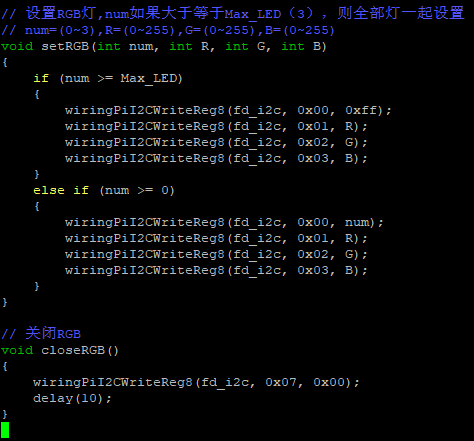 // 设置RGB灯,num如果大于等于Max_LED（3），则全部灯一起设置
// num=(0~3),R=(0~255),G=(0~255),B=(0~255)
void setRGB(int num, int R, int G, int B)
{
    if (num >= Max_LED)
    {
        wiringPiI2CWriteReg8(fd_i2c, 0x00, 0xff);
        wiringPiI2CWriteReg8(fd_i2c, 0x01, R);
        wiringPiI2CWriteReg8(fd_i2c, 0x02, G);
        wiringPiI2CWriteReg8(fd_i2c, 0x03, B);
    }
    else if (num >= 0)
    {
        wiringPiI2CWriteReg8(fd_i2c, 0x00, num);
        wiringPiI2CWriteReg8(fd_i2c, 0x01, R);
        wiringPiI2CWriteReg8(fd_i2c, 0x02, G);
        wiringPiI2CWriteReg8(fd_i2c, 0x03, B);
    }
}

// 关闭RGB
void closeRGB()
{
    wiringPiI2CWriteReg8(fd_i2c, 0x07, 0x00);
    delay(10);
}